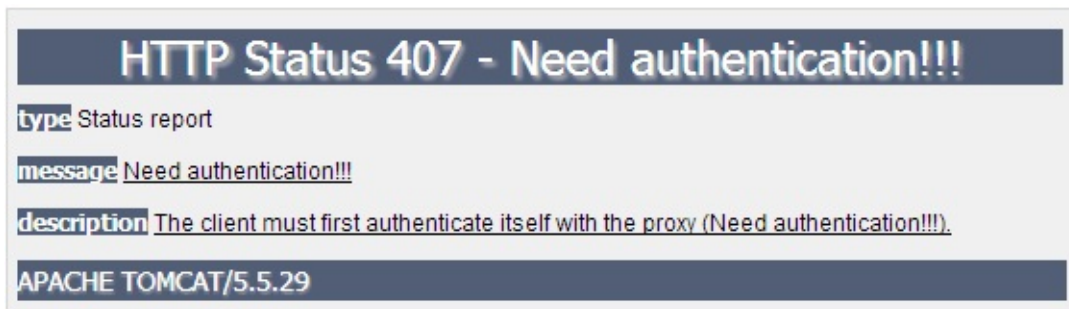 HTTP Status 407 - Need authentication!!!
type Status report
message Need authentication!!!
description The client must first authenticate itself with the proxy (Need authentication!!!).
APACHE TOMCAT/5.5.29